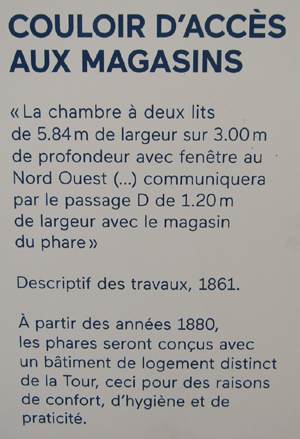 COULOIR D'ACCÈS
AUX MAGASINS
« La chambre à deux lits
de 5.84 m de largeur sur 3.00 m
de profondeur avec fenêtre au
Nord Ouest (...) communiquera
par le passage D de 1.20 m
de largeur avec le magasin
du phare »
Descriptif des travaux, 1861.
À partir des années 1880,
les phares seront conçus avec
un bâtiment de logement distinct
de la Tour, ceci pour des raisons
de confort, d'hygiène et de
praticité.